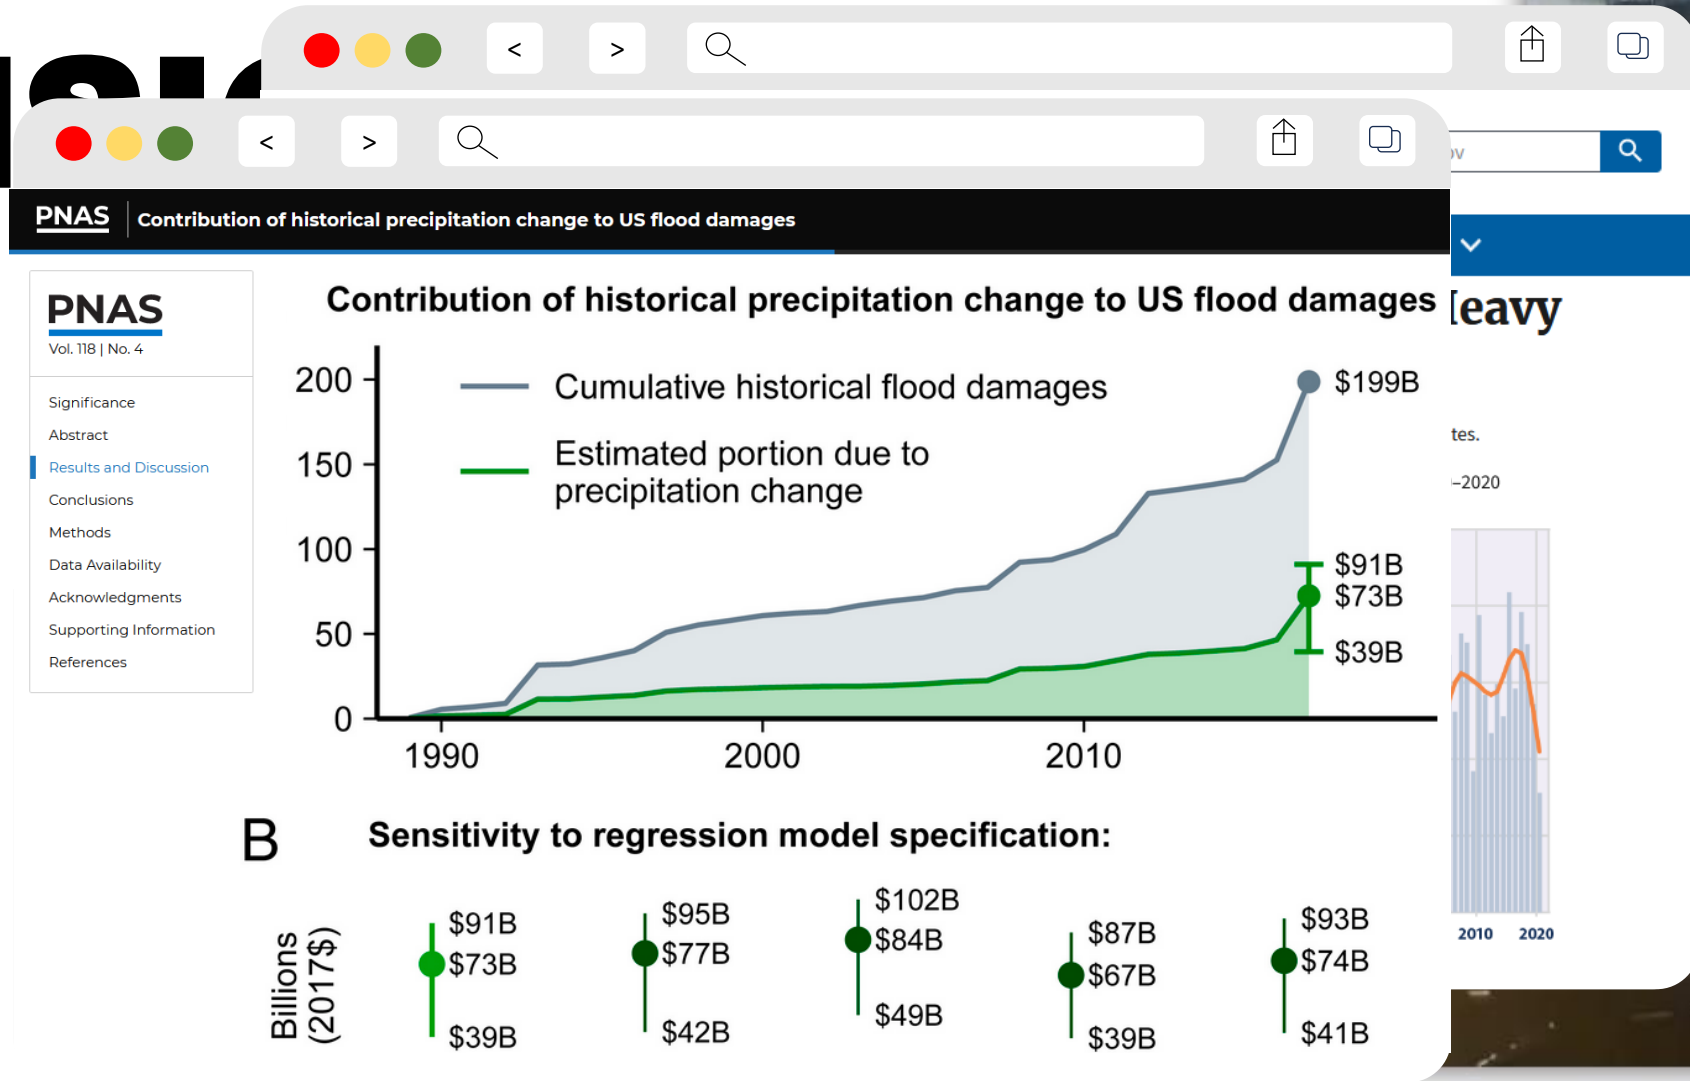 <
>
<
>
PNAS
Contribution of historical precipitation change to US flood damages
PNAS
Vol. 118 | No. 4
Significance
Abstract
Results and Discussion
Conclusions
Methods
Data Availability
Acknowledgments
Supporting Information
References
Contribution of historical precipitation change to US flood damages
200
150
100
50
0
Cumulative historical flood damages
Estimated portion due to
precipitation change
$199B
$91B
$73B
$39B
1990
2000
2010
B
Sensitivity to regression model specification:
Billions
(2017$)
$91B
$73B
$39B
$95B
$77B
$42B
$102B
$84B
$49B
$87B
$67B
$39B
$93B
$74B
$41B
eavy
tes.
–2020
2010
2020